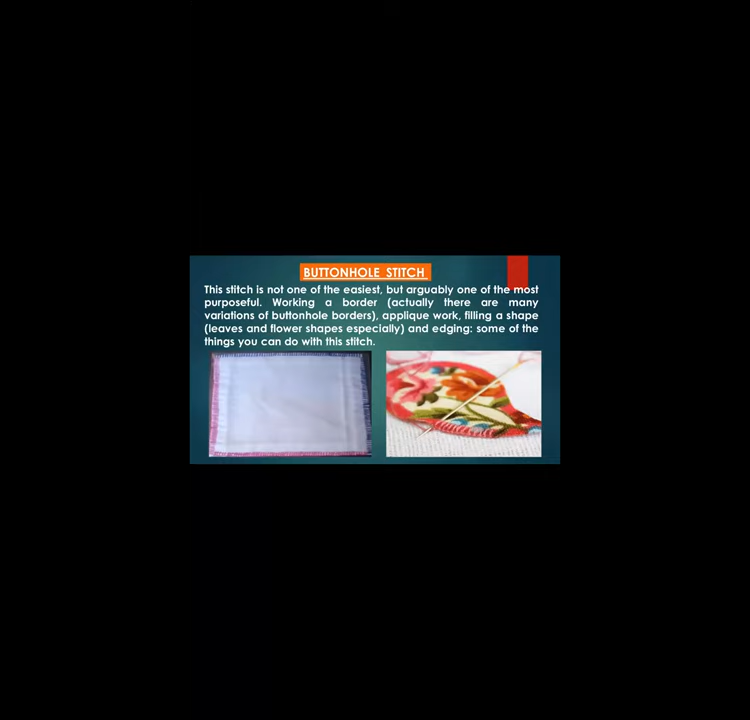 BUTTONHOLE STITCH
This stitch is not one of the easiest, but arguably one of the most
purposeful. Working a border (actually there are many
variations of buttonhole borders), applique work, filling a shape
(leaves and flower shapes especially) and edging: some of the
things you can do with this stitch.